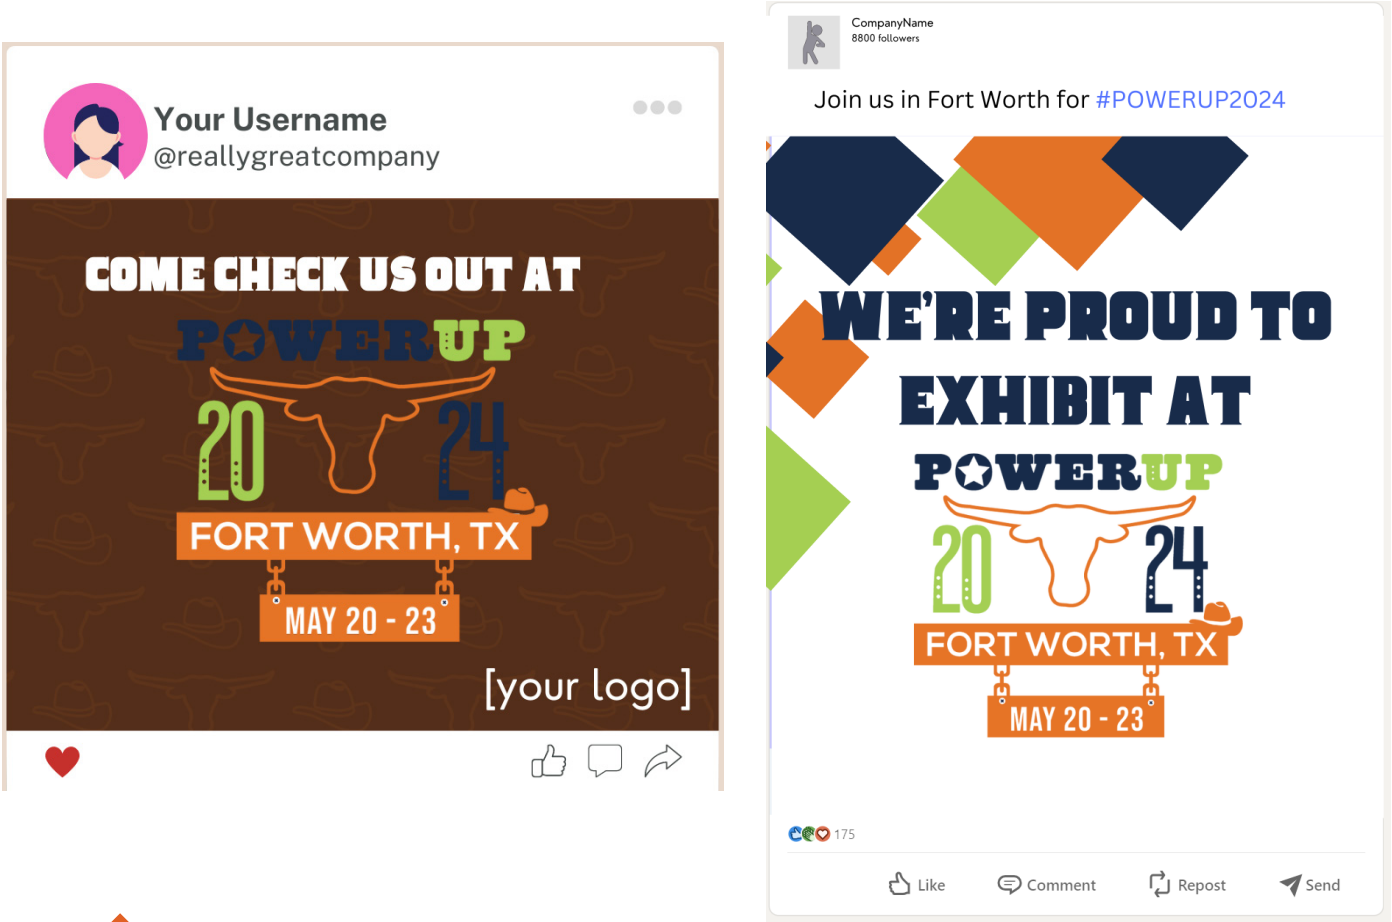 Your Username
@reallygreatcompany
COME CHECK US OUT AT
POWERUP
20 24
FORT WORTH, TX
MAY 20 - 23
[your logo]
CompanyName
8800 followers
Join us in Fort Worth for #POWERUP2024
WE'RE PROUD TO
EXHIBIT AT
POWERUP
20 24
FORT WORTH, TX
MAY 20 - 23
175
Like Comment Repost Send